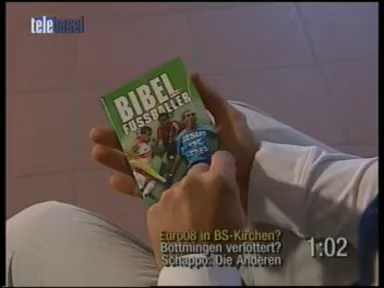 telebasel
BIBEL
FUSSBALLER
JESUS
Euro08 in BS-Kirchen?
Bottmingen verlottert?
Schappo: Die Anderen
1:02